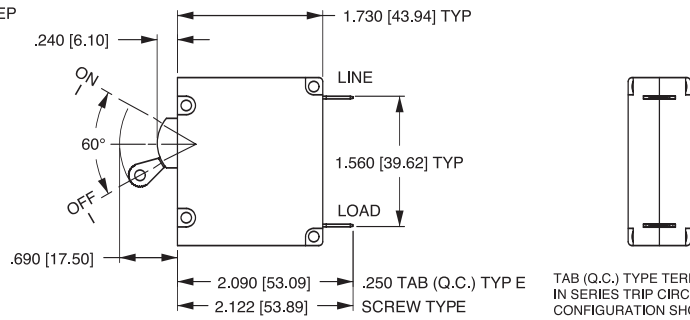 EP
1.730 [43.94] TYP
.240 [6.10]
ON
I
LINE
60°
1.560 [39.62] TYP
OFF
I
LOAD
.690 [17.50]
2.090 [53.09]
.250 TAB (Q.C.) TYP E
2.122 [53.89]
SCREW TYPE
TAB (Q.C.) TYPE TER
IN SERIES TRIP CIRC
CONFIGURATION SHO